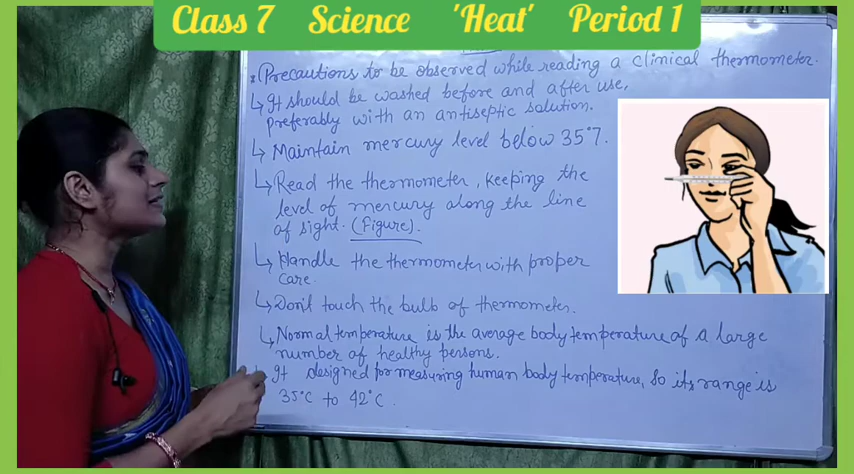 Class 7 Science 'Heat' Period 1
Precautions to be observed while reading a clinical thermometer.
↳ It should be washed before and after use,
preferably with an antiseptic solution.
↳ Maintain mercury level below 35°
↳ Read the thermometer, keeping the
level of mercury along the line
of sight. (Figure).
↳ Handle the thermometer with proper
care.
↳ Don't touch the bulb of thermometer.
↳ Normal temperature is the average body temperature of a large
number of healthy persons.
↳ It designed for measuring human body temperature, So its range is
35°C to 42°C.